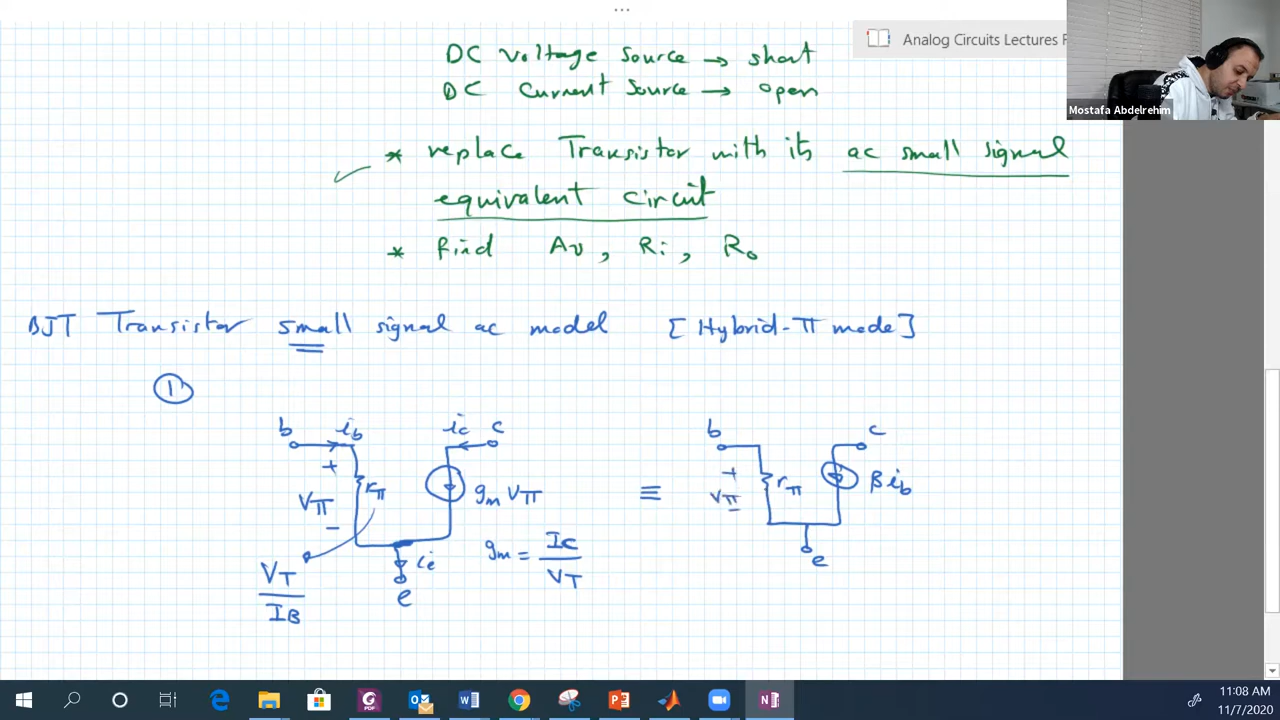 ...
Analog Circuits Lectures F
DC voltage source → short
DC current source → open
Mostafa Abdelrehim
* replace Transistor with its ac small signal
equivalent circuit
* find Av, Ri, Ro
BJT Transistor small signal ac model [Hybrid-π mode]
①
b ib ic c
+ Vπ − rπ gm Vπ
ie
e
VT / IB
gm = IC / VT
≡
b c
+ Vπ − rπ β ib
e
PDF
11:08 AM
11/7/2020